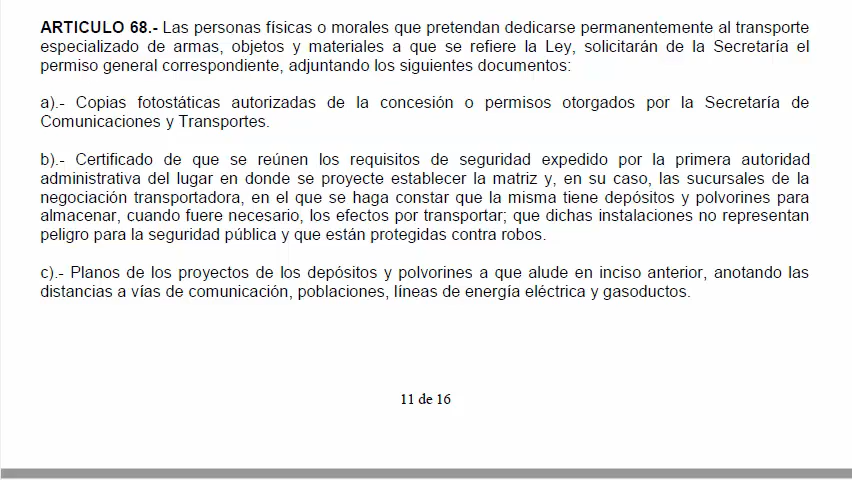 ARTICULO 68.- Las personas físicas o morales que pretendan dedicarse permanentemente al transporte
especializado de armas, objetos y materiales a que se refiere la Ley, solicitarán de la Secretaría el
permiso general correspondiente, adjuntando los siguientes documentos:
a).- Copias fotostáticas autorizadas de la concesión o permisos otorgados por la Secretaría de
Comunicaciones y Transportes.
b).- Certificado de que se reúnen los requisitos de seguridad expedido por la primera autoridad
administrativa del lugar en donde se proyecte establecer la matriz y, en su caso, las sucursales de la
negociación transportadora, en el que se haga constar que la misma tiene depósitos y polvorines para
almacenar, cuando fuere necesario, los efectos por transportar; que dichas instalaciones no representan
peligro para la seguridad pública y que están protegidas contra robos.
c).- Planos de los proyectos de los depósitos y polvorines a que alude en inciso anterior, anotando las
distancias a vías de comunicación, poblaciones, líneas de energía eléctrica y gasoductos.
11 de 16